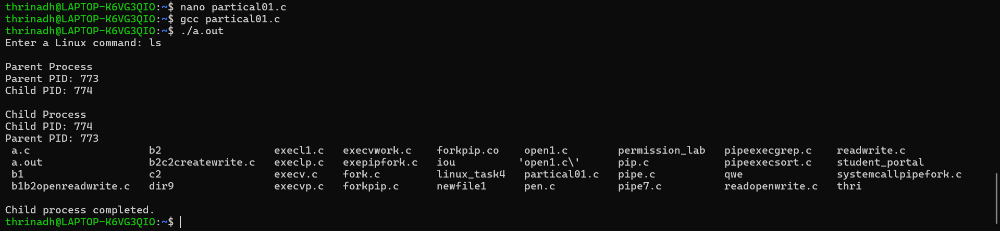 thrinadh@LAPTOP-K6VG3QIO:~$ nano partical01.c
thrinadh@LAPTOP-K6VG3QIO:~$ gcc partical01.c
thrinadh@LAPTOP-K6VG3QIO:~$ ./a.out
Enter a Linux command: ls

Parent Process
Parent PID: 773
Child PID: 774

Child Process
Child PID: 774
Parent PID: 773
 a.c                   b2                  execl1.c   execvwork.c    forkpip.co    open1.c        permission_lab   pipeexecgrep.c    readwrite.c
 a.out                 b2c2createwrite.c   execlp.c   exepipfork.c   iou          'open1.c\'      pip.c            pipeexecsort.c    student_portal
 b1                    c2                  execv.c    fork.c         linux_task4   partical01.c   pipe.c           qwe               systemcallpipefork.c
 b1b2openreadwrite.c   dir9                execvp.c   forkpip.c      newfile1      pen.c          pipe7.c          readopenwrite.c   thri

Child process completed.
thrinadh@LAPTOP-K6VG3QIO:~$